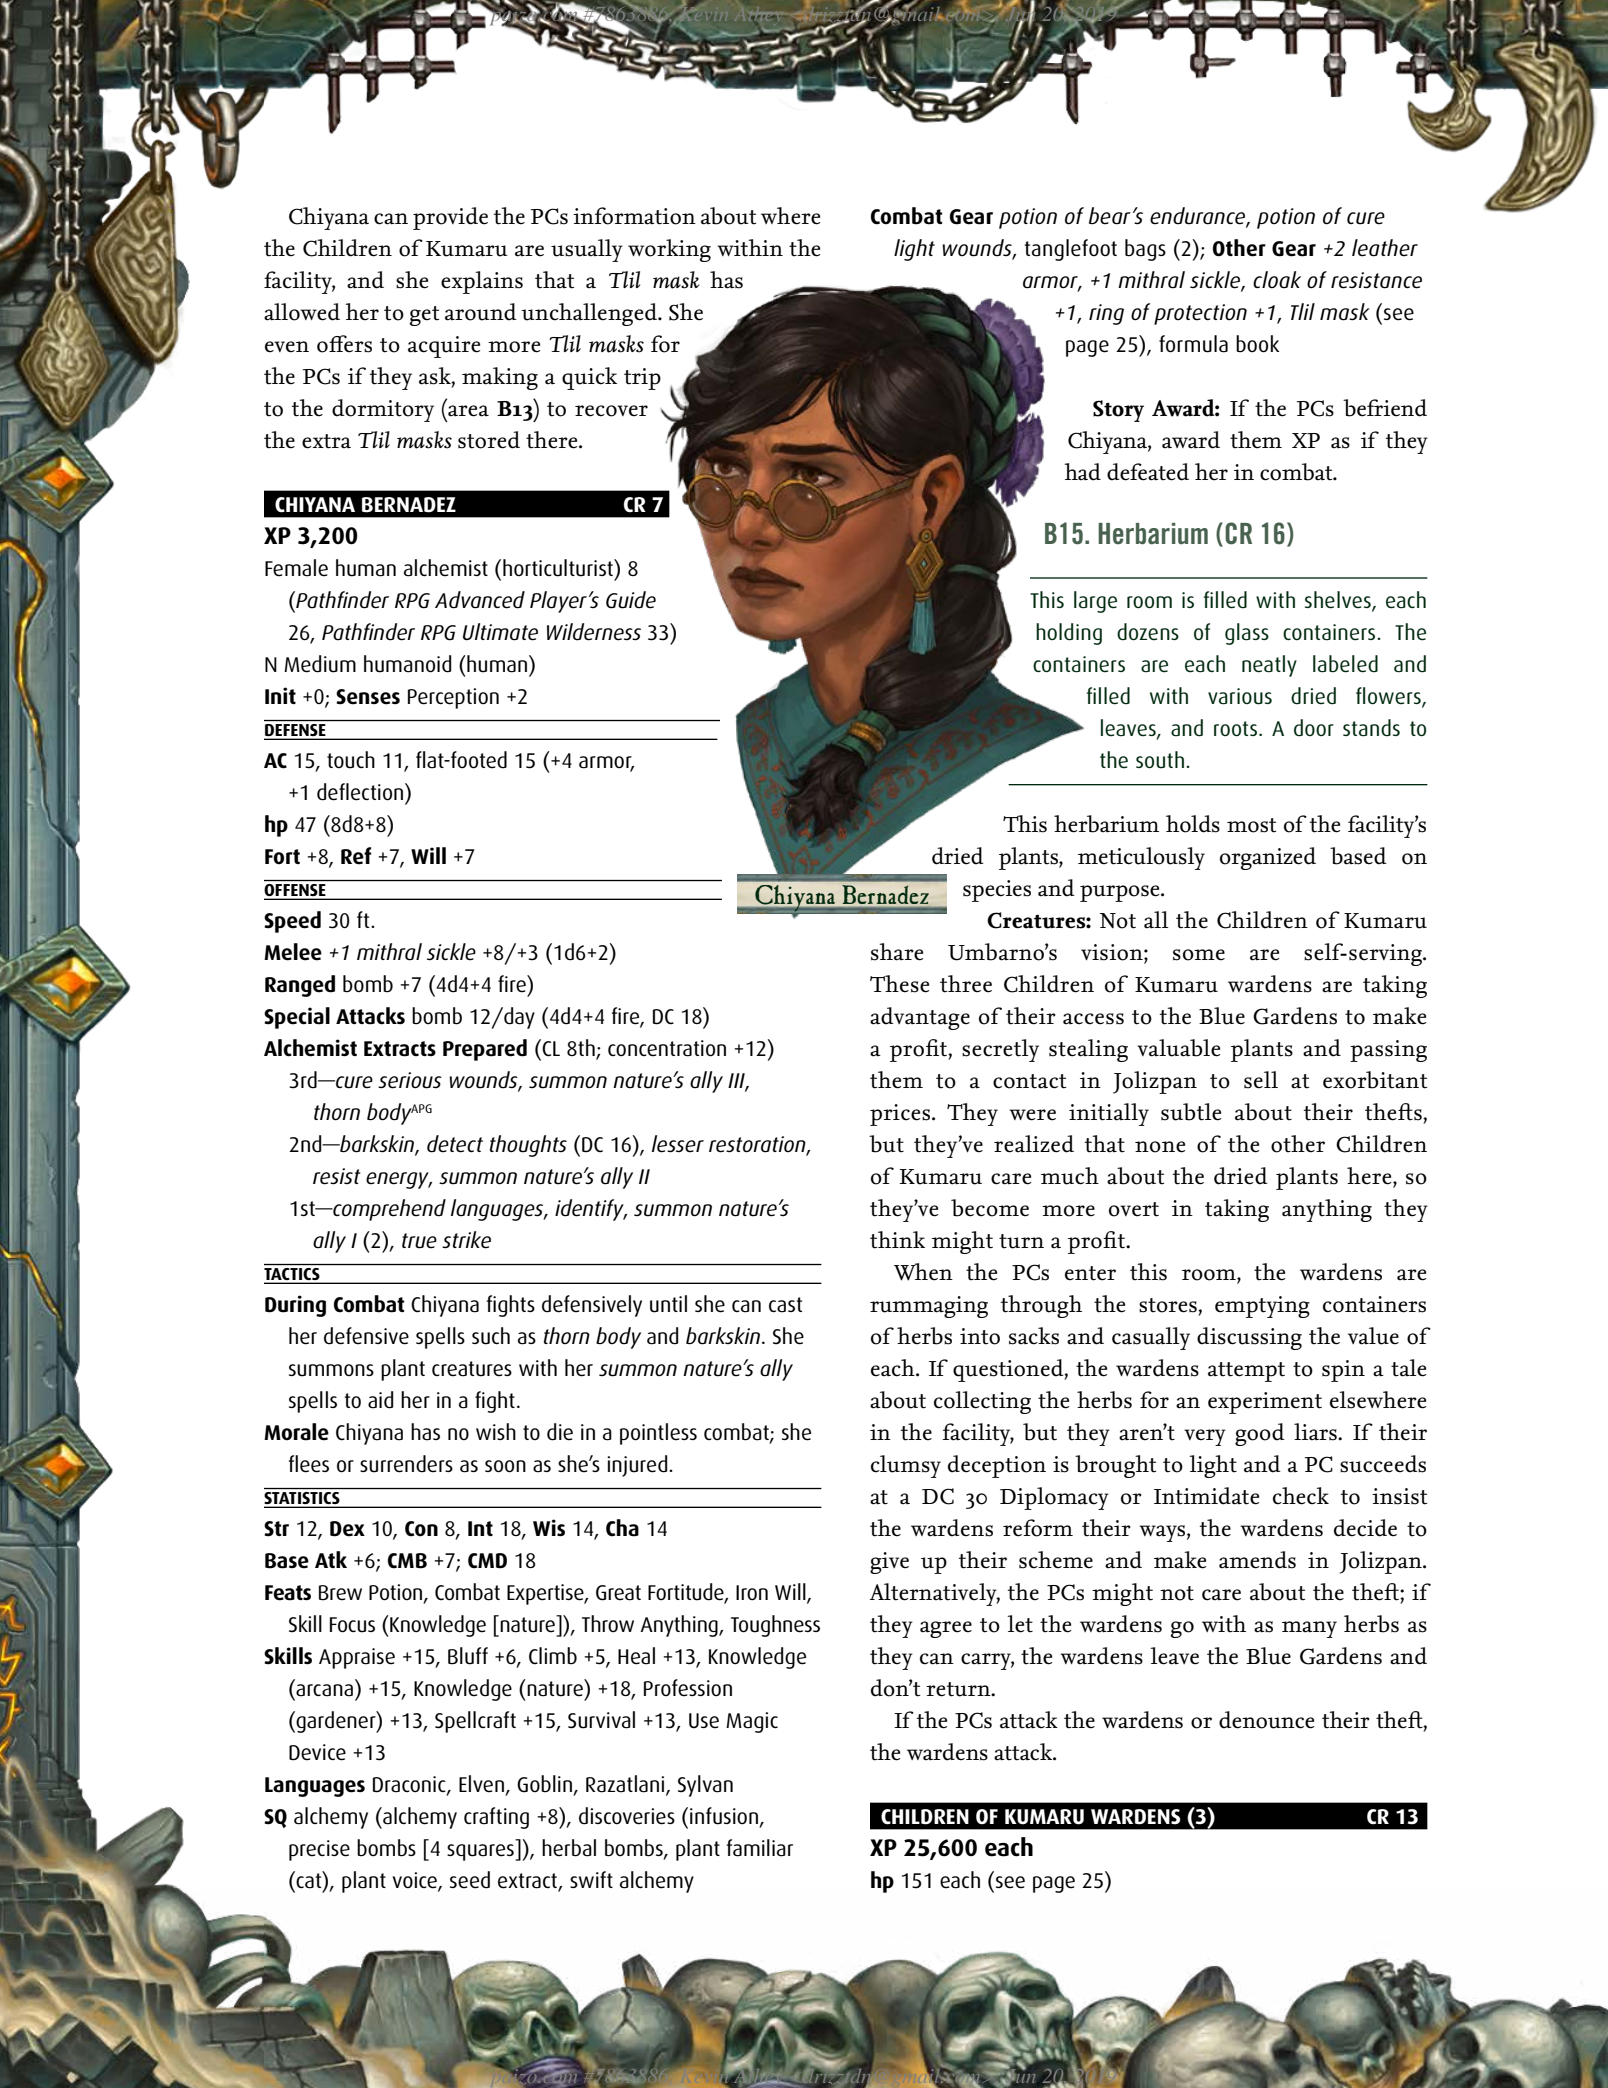 paizo.com #7863886, Kevin Athey <drizztdn@gmail.com>, Jun 20, 2019
Chiyana can provide the PCs information about where
the Children of Kumaru are usually working within the
facility, and she explains that a Tlil mask has
allowed her to get around unchallenged. She
even offers to acquire more Tlil masks for
the PCs if they ask, making a quick trip
to the dormitory (area B13) to recover
the extra Tlil masks stored there.
CHIYANA BERNADEZ CR 7
XP 3,200
Female human alchemist (horticulturist) 8
(Pathfinder RPG Advanced Player's Guide
26, Pathfinder RPG Ultimate Wilderness 33)
N Medium humanoid (human)
Init +0; Senses Perception +2
DEFENSE
AC 15, touch 11, flat-footed 15 (+4 armor,
+1 deflection)
hp 47 (8d8+8)
Fort +8, Ref +7, Will +7
OFFENSE
Speed 30 ft.
Melee +1 mithral sickle +8/+3 (1d6+2)
Ranged bomb +7 (4d4+4 fire)
Special Attacks bomb 12/day (4d4+4 fire, DC 18)
Alchemist Extracts Prepared (CL 8th; concentration +12)
3rd—cure serious wounds, summon nature's ally III,
thorn bodyAPG
2nd—barkskin, detect thoughts (DC 16), lesser restoration,
resist energy, summon nature's ally II
1st—comprehend languages, identify, summon nature's
ally I (2), true strike
TACTICS
During Combat Chiyana fights defensively until she can cast
her defensive spells such as thorn body and barkskin. She
summons plant creatures with her summon nature's ally
spells to aid her in a fight.
Morale Chiyana has no wish to die in a pointless combat; she
flees or surrenders as soon as she's injured.
STATISTICS
Str 12, Dex 10, Con 8, Int 18, Wis 14, Cha 14
Base Atk +6; CMB +7; CMD 18
Feats Brew Potion, Combat Expertise, Great Fortitude, Iron Will,
Skill Focus (Knowledge [nature]), Throw Anything, Toughness
Skills Appraise +15, Bluff +6, Climb +5, Heal +13, Knowledge
(arcana) +15, Knowledge (nature) +18, Profession
(gardener) +13, Spellcraft +15, Survival +13, Use Magic
Device +13
Languages Draconic, Elven, Goblin, Razatlani, Sylvan
SQ alchemy (alchemy crafting +8), discoveries (infusion,
precise bombs [4 squares]), herbal bombs, plant familiar
(cat), plant voice, seed extract, swift alchemy
Chiyana Bernadez
Combat Gear potion of bear's endurance, potion of cure
light wounds, tanglefoot bags (2); Other Gear +2 leather
armor, +1 mithral sickle, cloak of resistance
+1, ring of protection +1, Tlil mask (see
page 25), formula book
Story Award: If the PCs befriend
Chiyana, award them XP as if they
had defeated her in combat.
B15. Herbarium (CR 16)
This large room is filled with shelves, each
holding dozens of glass containers. The
containers are each neatly labeled and
filled with various dried flowers,
leaves, and roots. A door stands to
the south.
This herbarium holds most of the facility's
dried plants, meticulously organized based on
species and purpose.
Creatures: Not all the Children of Kumaru
share Umbarno's vision; some are self-serving.
These three Children of Kumaru wardens are taking
advantage of their access to the Blue Gardens to make
a profit, secretly stealing valuable plants and passing
them to a contact in Jolizpan to sell at exorbitant
prices. They were initially subtle about their thefts,
but they've realized that none of the other Children
of Kumaru care much about the dried plants here, so
they've become more overt in taking anything they
think might turn a profit.
When the PCs enter this room, the wardens are
rummaging through the stores, emptying containers
of herbs into sacks and casually discussing the value of
each. If questioned, the wardens attempt to spin a tale
about collecting the herbs for an experiment elsewhere
in the facility, but they aren't very good liars. If their
clumsy deception is brought to light and a PC succeeds
at a DC 30 Diplomacy or Intimidate check to insist
the wardens reform their ways, the wardens decide to
give up their scheme and make amends in Jolizpan.
Alternatively, the PCs might not care about the theft; if
they agree to let the wardens go with as many herbs as
they can carry, the wardens leave the Blue Gardens and
don't return.
If the PCs attack the wardens or denounce their theft,
the wardens attack.
CHILDREN OF KUMARU WARDENS (3) CR 13
XP 25,600 each
hp 151 each (see page 25)
paizo.com #7863886, Kevin Athey <drizztdn@gmail.com>, Jun 20, 2019